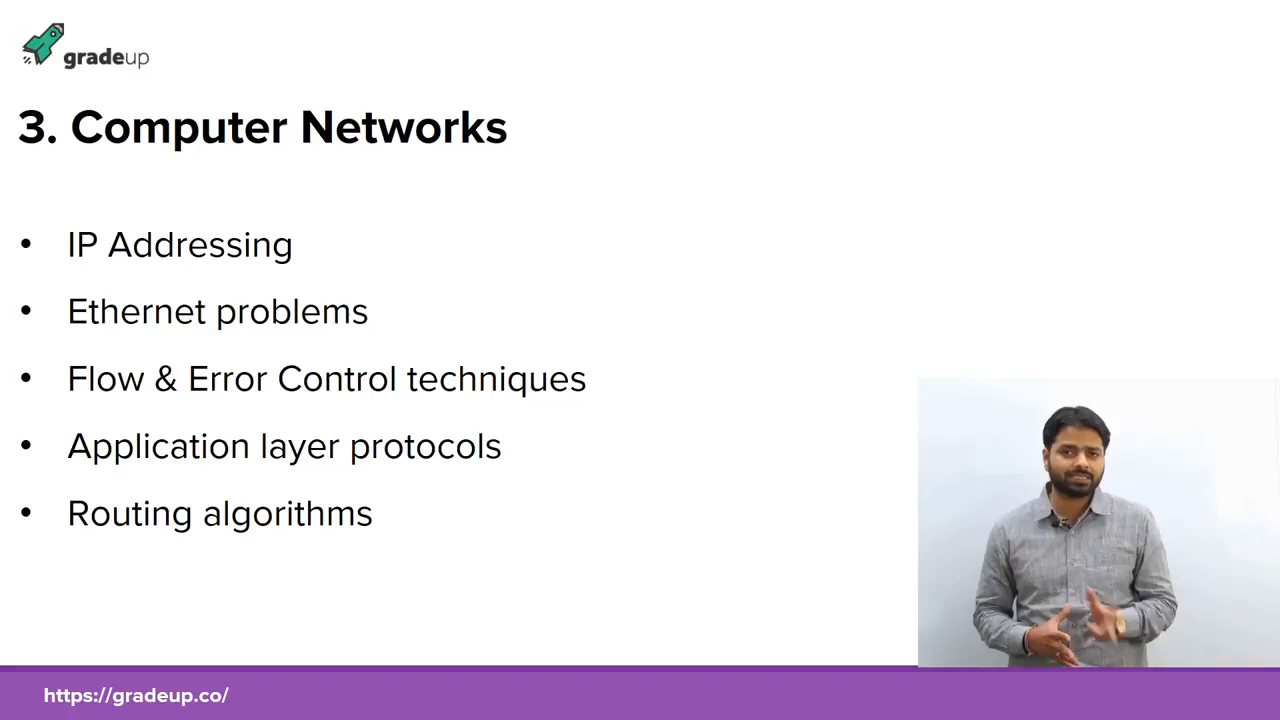 gradeup
3. Computer Networks
• IP Addressing
• Ethernet problems
• Flow & Error Control techniques
• Application layer protocols
• Routing algorithms
https://gradeup.co/